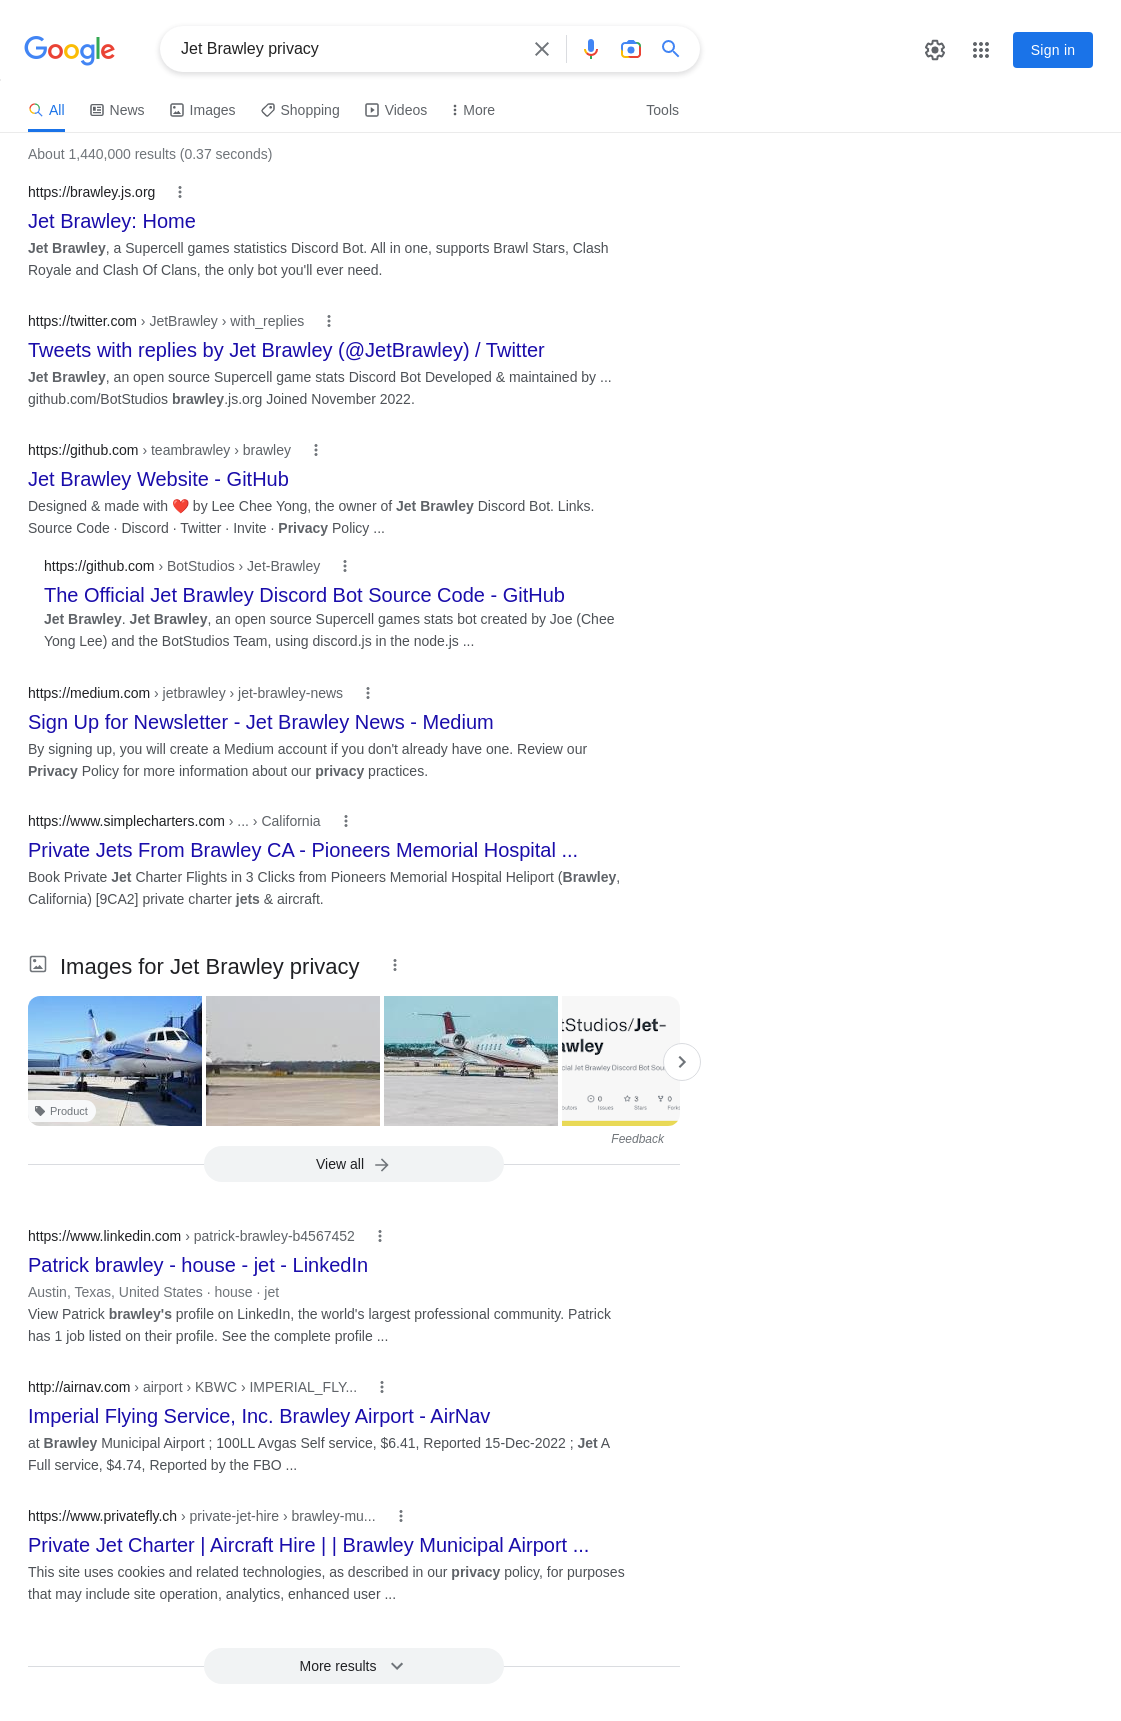 Google
Jet Brawley privacy
Sign in
All
News
Images
Shopping
Videos
More
Tools
About 1,440,000 results (0.37 seconds)
https://brawley.js.org
Jet Brawley: Home
Jet Brawley, a Supercell games statistics Discord Bot. All in one, supports Brawl Stars, Clash
Royale and Clash Of Clans, the only bot you'll ever need.
https://twitter.com › JetBrawley › with_replies
Tweets with replies by Jet Brawley (@JetBrawley) / Twitter
Jet Brawley, an open source Supercell game stats Discord Bot Developed & maintained by ...
github.com/BotStudios brawley.js.org Joined November 2022.
https://github.com › teambrawley › brawley
Jet Brawley Website - GitHub
Designed & made with ❤️ by Lee Chee Yong, the owner of Jet Brawley Discord Bot. Links.
Source Code · Discord · Twitter · Invite · Privacy Policy ...
https://github.com › BotStudios › Jet-Brawley
The Official Jet Brawley Discord Bot Source Code - GitHub
Jet Brawley. Jet Brawley, an open source Supercell games stats bot created by Joe (Chee
Yong Lee) and the BotStudios Team, using discord.js in the node.js ...
https://medium.com › jetbrawley › jet-brawley-news
Sign Up for Newsletter - Jet Brawley News - Medium
By signing up, you will create a Medium account if you don't already have one. Review our
Privacy Policy for more information about our privacy practices.
https://www.simplecharters.com › ... › California
Private Jets From Brawley CA - Pioneers Memorial Hospital ...
Book Private Jet Charter Flights in 3 Clicks from Pioneers Memorial Hospital Heliport (Brawley,
California) [9CA2] private charter jets & aircraft.
Images for Jet Brawley privacy
Product
tStudios/Jet-
awley
cial Jet Brawley Discord Bot Sou
0
3
0
utors
Issues
Stars
Forks
Feedback
View all
https://www.linkedin.com › patrick-brawley-b4567452
Patrick brawley - house - jet - LinkedIn
Austin, Texas, United States · house · jet
View Patrick brawley's profile on LinkedIn, the world's largest professional community. Patrick
has 1 job listed on their profile. See the complete profile ...
http://airnav.com › airport › KBWC › IMPERIAL_FLY...
Imperial Flying Service, Inc. Brawley Airport - AirNav
at Brawley Municipal Airport ; 100LL Avgas Self service, $6.41, Reported 15-Dec-2022 ; Jet A
Full service, $4.74, Reported by the FBO ...
https://www.privatefly.ch › private-jet-hire › brawley-mu...
Private Jet Charter | Aircraft Hire | | Brawley Municipal Airport ...
This site uses cookies and related technologies, as described in our privacy policy, for purposes
that may include site operation, analytics, enhanced user ...
More results